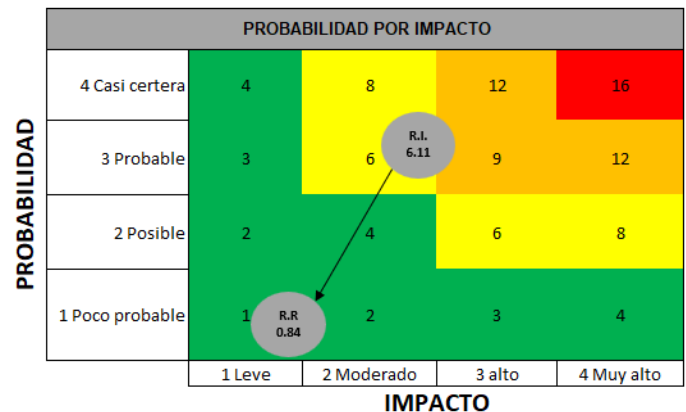 PROBABILIDAD POR IMPACTO
PROBABILIDAD
4 Casi certera 4 8 12 16
R.I.
6.11
3 Probable 3 6 9 12
2 Posible 2 4 6 8
1 Poco probable 1 2 3 4
R.R
0.84
1 Leve 2 Moderado 3 alto 4 Muy alto
IMPACTO